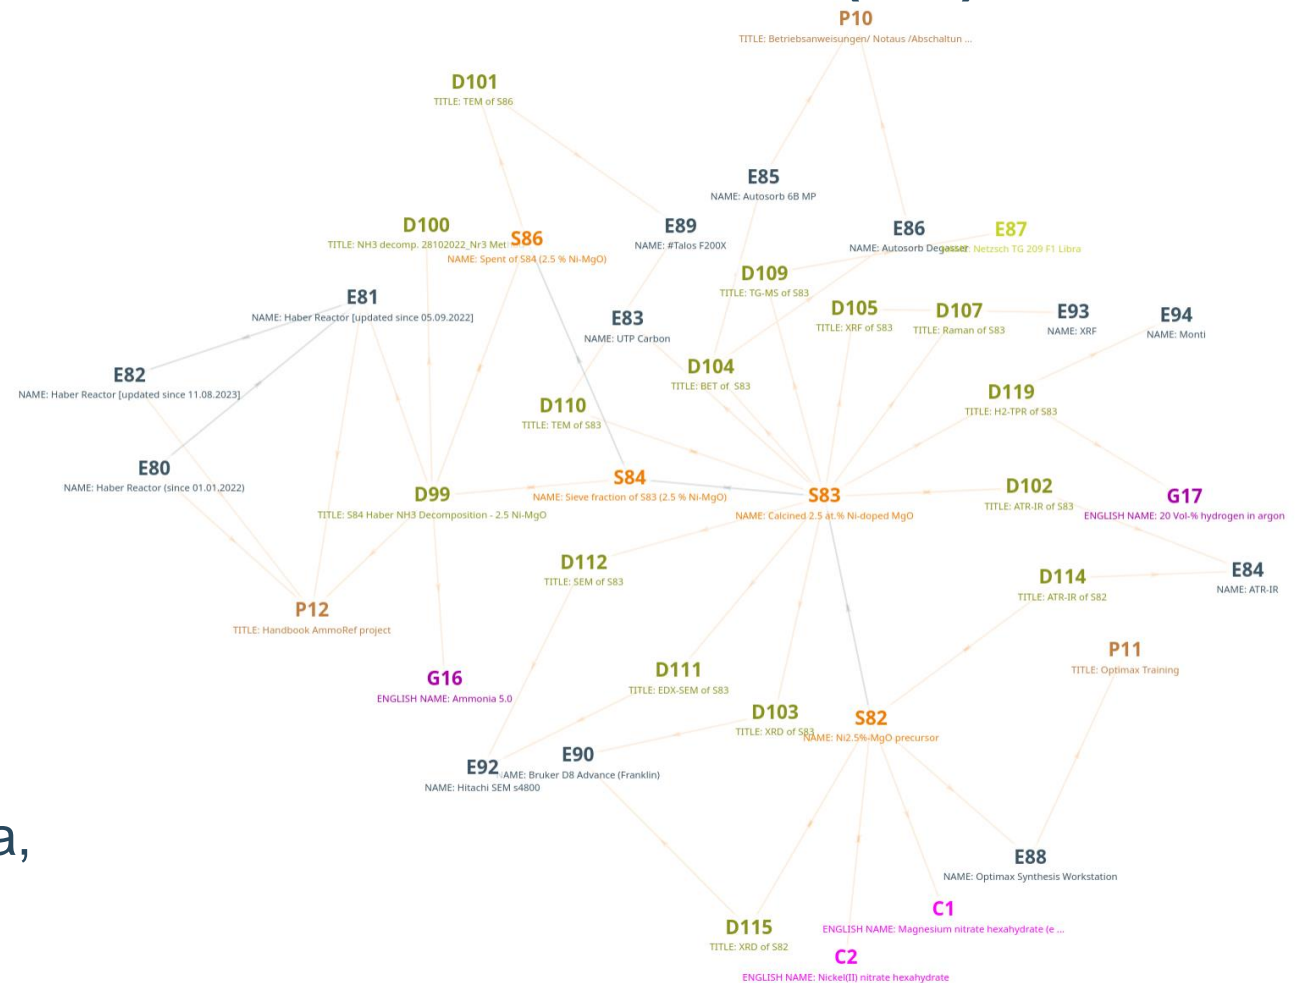 P10
TITLE: Betriebsanweisungen/ Notaus /Abschaltun ...
D101
TITLE: TEM of S86
E85
NAME: Autosorb 6B MP
D100
TITLE: NH3 decomp. 28102022_Nr3 Met
S86
NAME: Spent of S84 (2.5 % Ni-MgO)
E89
NAME: #Talos F200X
E86
NAME: Autosorb Degasser
E87
Netzsch TG 209 F1 Libra
D109
TITLE: TG-MS of S83
E81
NAME: Haber Reactor [updated since 05.09.2022]
E83
NAME: UTP Carbon
D105
TITLE: XRF of S83
D107
TITLE: Raman of S83
E93
NAME: XRF
E94
NAME: Monti
E82
NAME: Haber Reactor [updated since 11.08.2023]
D104
TITLE: BET of S83
D110
TITLE: TEM of S83
D119
TITLE: H2-TPR of S83
E80
NAME: Haber Reactor (since 01.01.2022)
D99
TITLE: S84 Haber NH3 Decomposition - 2.5 Ni-MgO
S84
NAME: Sieve fraction of S83 (2.5 % Ni-MgO)
S83
NAME: Calcined 2.5 at.% Ni-doped MgO
D102
TITLE: ATR-IR of S83
G17
ENGLISH NAME: 20 Vol-% hydrogen in argon
D112
TITLE: SEM of S83
D114
TITLE: ATR-IR of S82
E84
NAME: ATR-IR
P12
TITLE: Handbook AmmoRef project
P11
TITLE: Optimax Training
G16
ENGLISH NAME: Ammonia 5.0
D111
TITLE: EDX-SEM of S83
D103
TITLE: XRD of S83
S82
NAME: Ni2.5%-MgO precursor
E92
NAME: Hitachi SEM s4800
E90
NAME: Bruker D8 Advance (Franklin)
a,
E88
NAME: Optimax Synthesis Workstation
C1
ENGLISH NAME: Magnesium nitrate hexahydrate (e ...
D115
TITLE: XRD of S82
C2
ENGLISH NAME: Nickel(II) nitrate hexahydrate